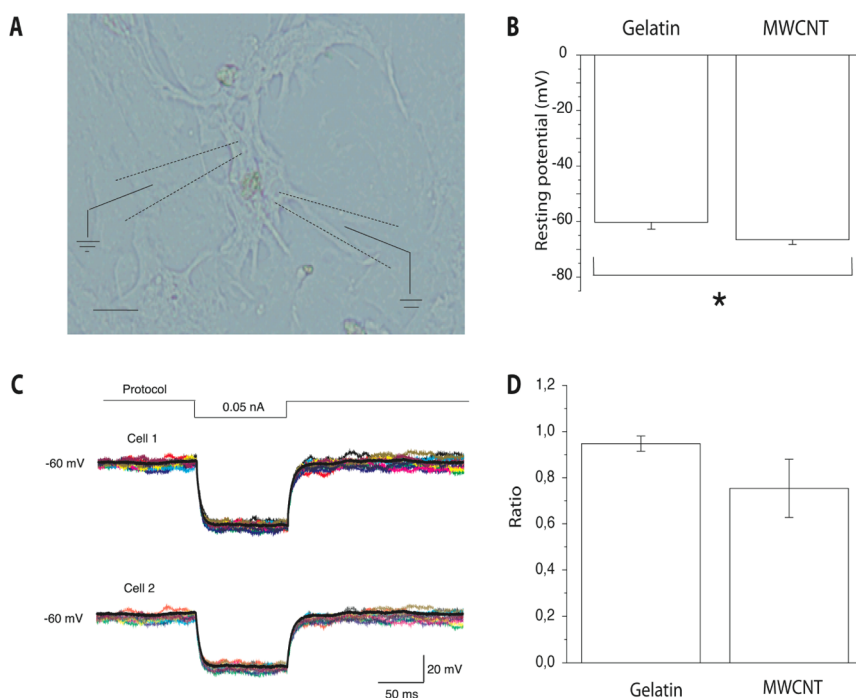 A
B
Gelatin MWCNT
Resting potential (mV)
0
-20
-40
-60
-80
*
C
Protocol
0.05 nA
Cell 1
-60 mV
Cell 2
-60 mV
20 mV
50 ms
D
Ratio
1,2
1,0
0,8
0,6
0,4
0,2
0,0
Gelatin MWCNT